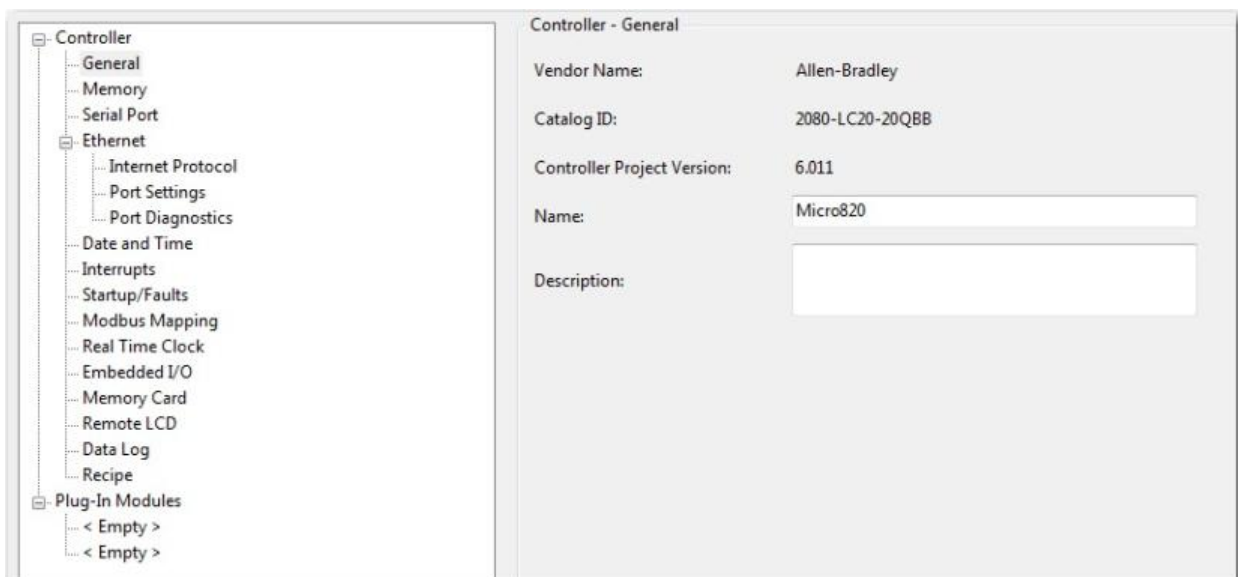 Controller
General
Memory
Serial Port
Ethernet
Internet Protocol
Port Settings
Port Diagnostics
Date and Time
Interrupts
Startup/Faults
Modbus Mapping
Real Time Clock
Embedded I/O
Memory Card
Remote LCD
Data Log
Recipe
Plug-In Modules
< Empty >
< Empty >
Controller - General
Vendor Name: Allen-Bradley
Catalog ID: 2080-LC20-20QBB
Controller Project Version: 6.011
Name: Micro820
Description: